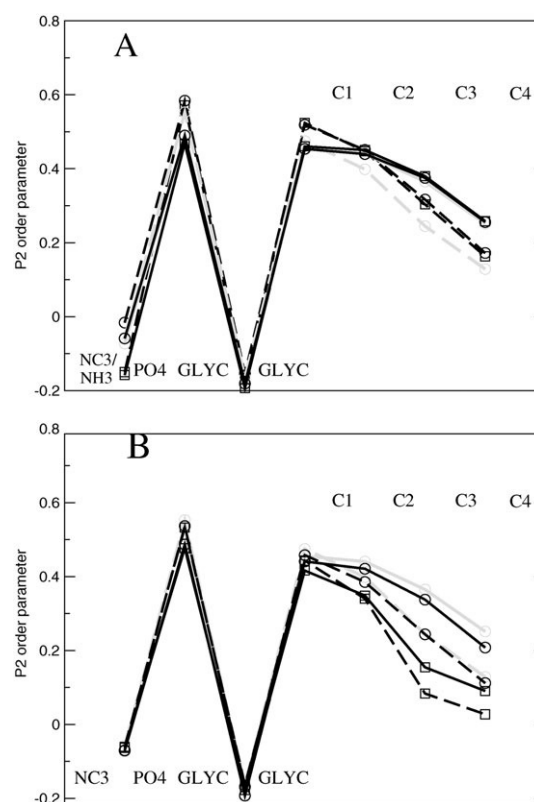 0.8
A
C1 C2 C3 C4
0.6
0.4
P2 order parameter
0.2
0
NC3/
NH3
PO4 GLYC GLYC
-0.2
0.8
B
C1 C2 C3 C4
0.6
0.4
P2 order parameter
0.2
0
NC3 PO4 GLYC GLYC
-0.2